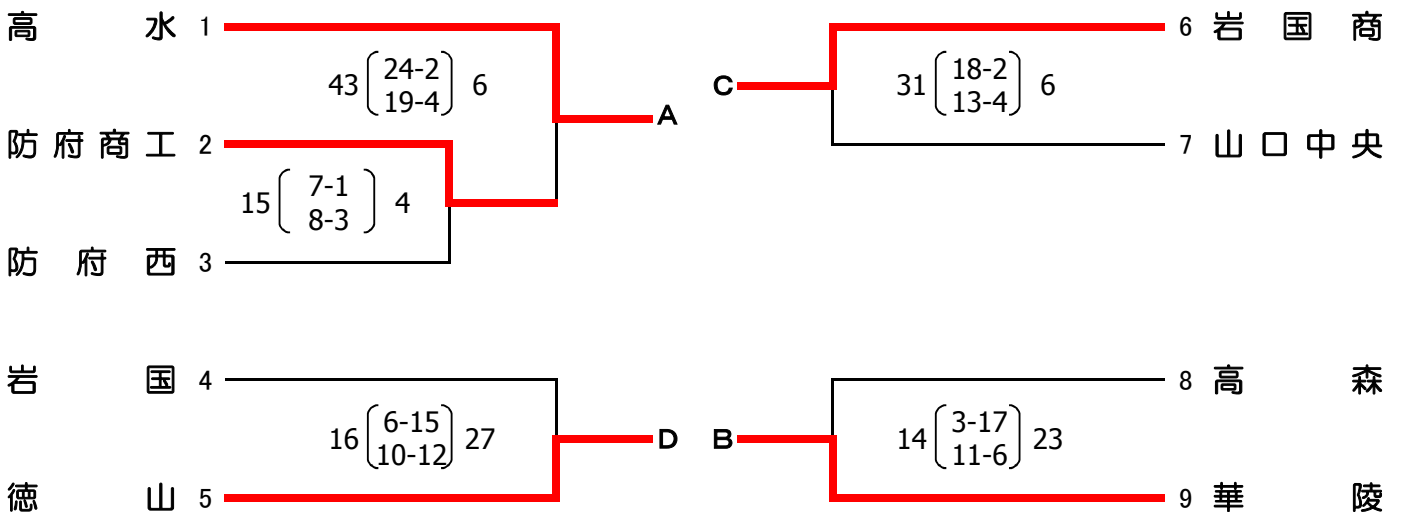 高水 1
43 24-2 6
19-4
A
防府商工 2
15 7-1 4
8-3
防府西 3
岩国 4
16 6-15 27
10-12
D
徳山 5
6 岩国商
C
31 18-2 6
13-4
7 山口中央
8 高森
B
14 3-17 23
11-6
9 華陵